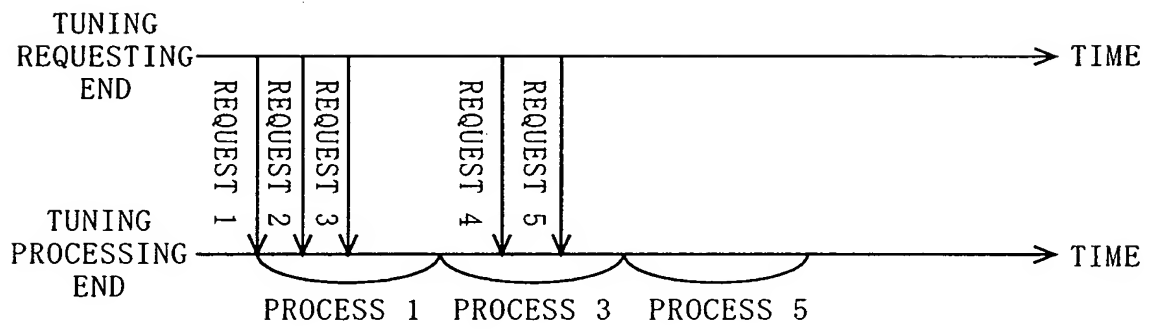 TUNING
REQUESTING
END
TIME
REQUEST 1
REQUEST 2
REQUEST 3
REQUEST 4
REQUEST 5
TUNING
PROCESSING
END
TIME
PROCESS 1
PROCESS 3
PROCESS 5